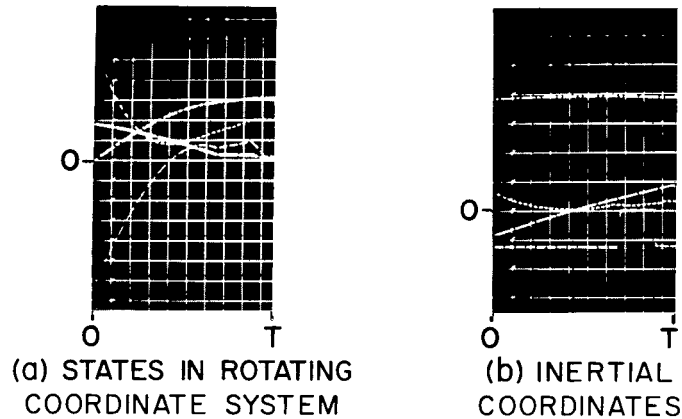 O
O T
(a) STATES IN ROTATING
COORDINATE SYSTEM
O
O T
(b) INERTIAL
COORDINATES